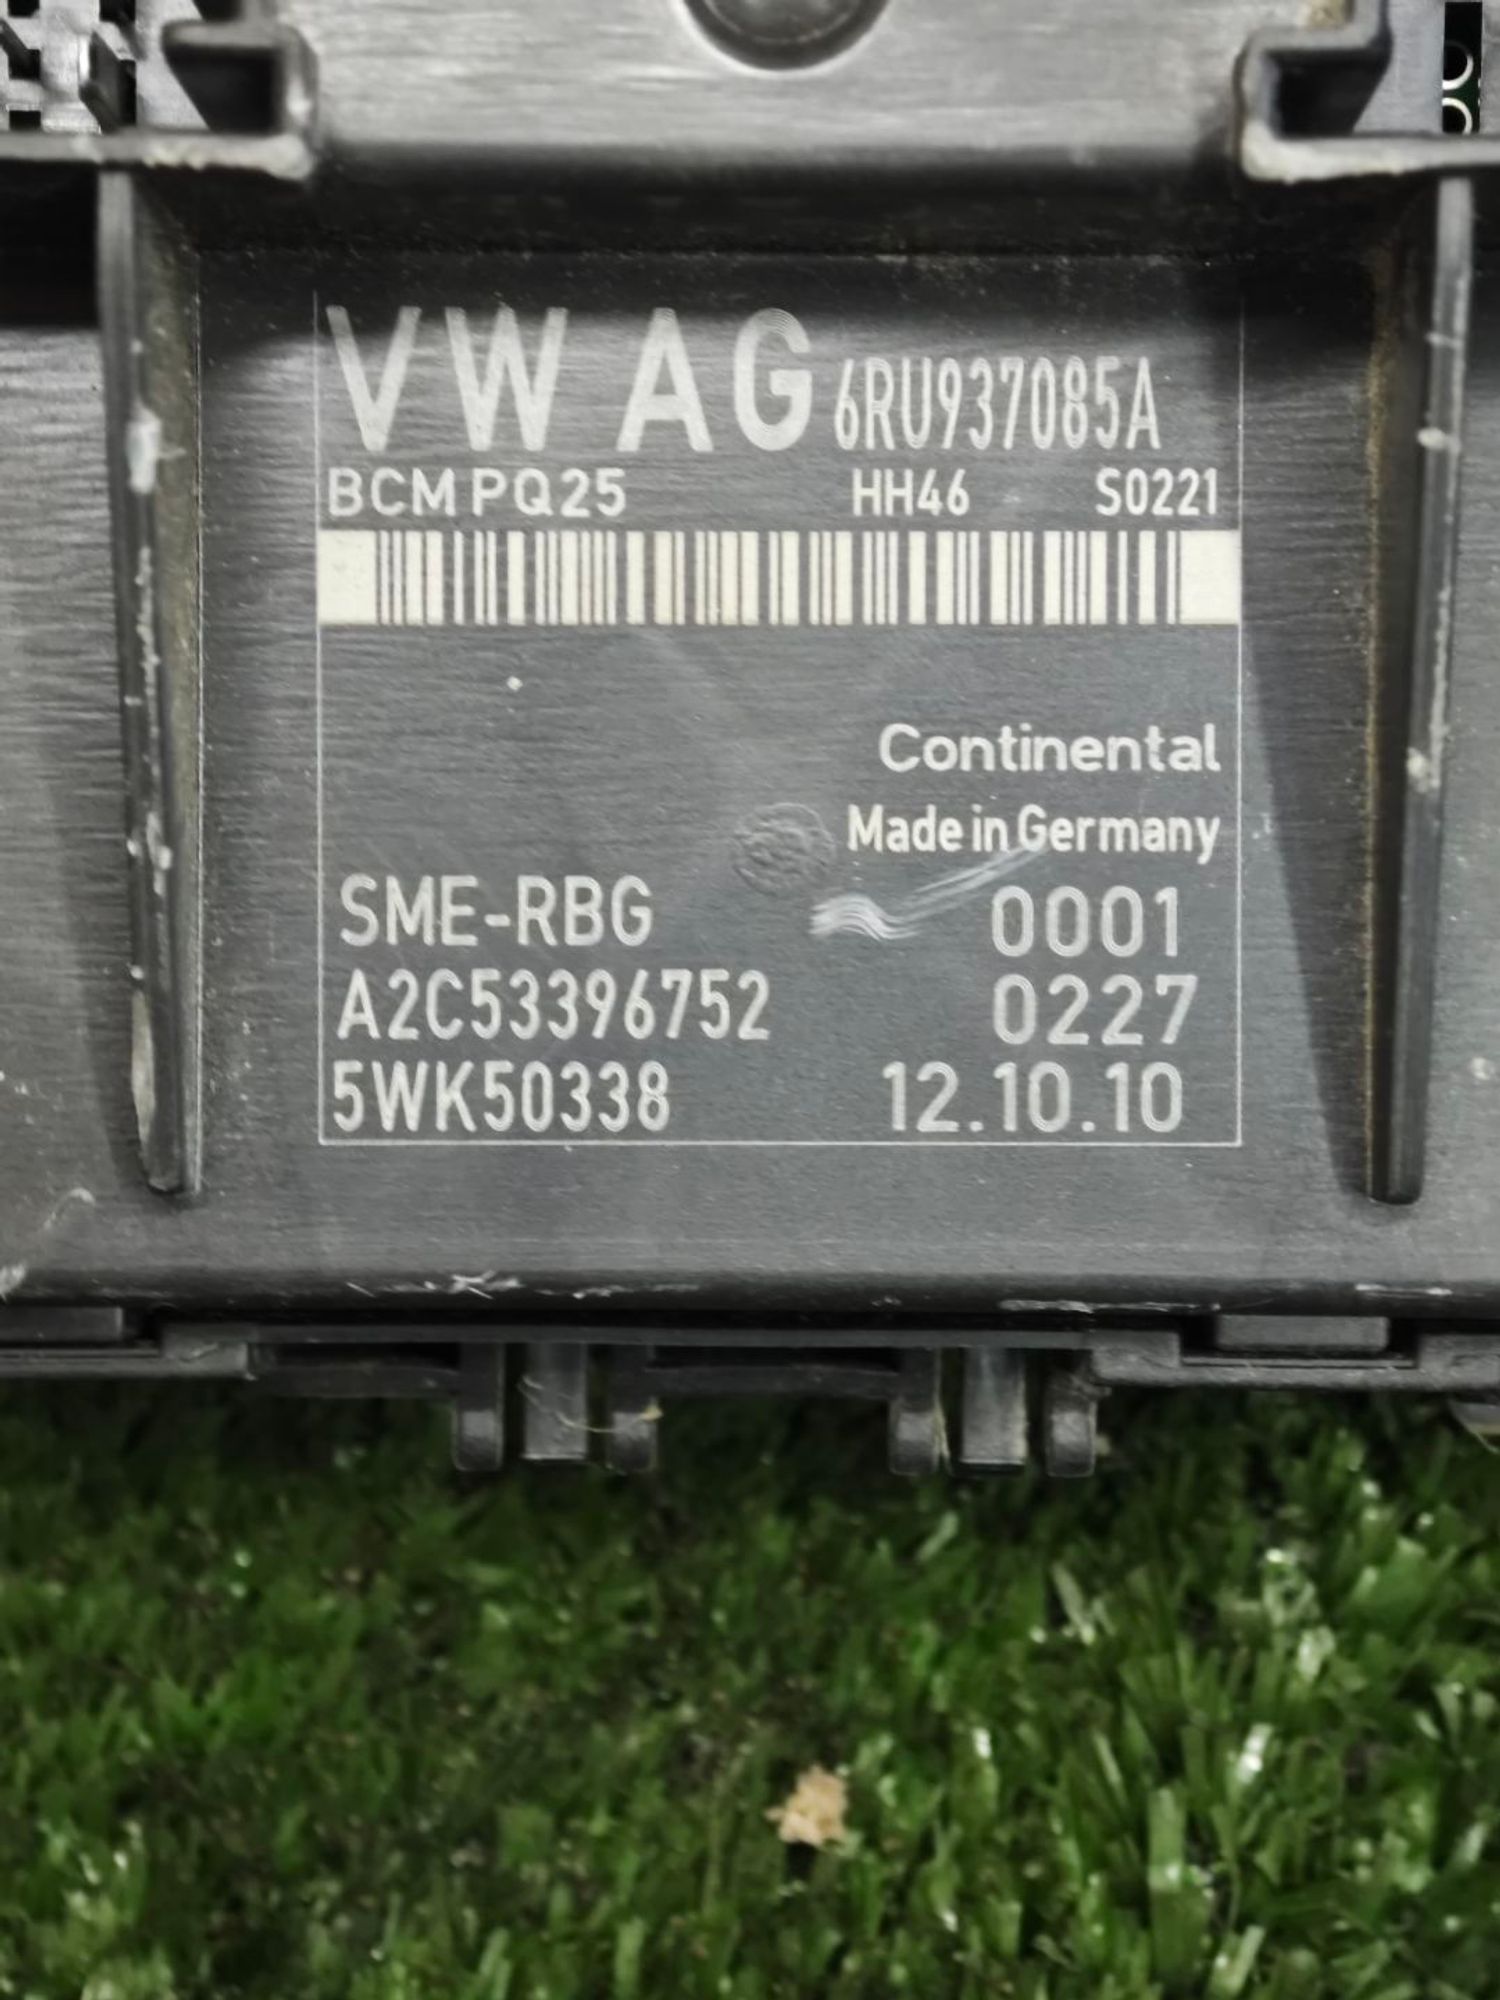 VW AG 6RU937085A
BCM PQ25 HH46 S0221
Continental
Made in Germany
SME-RBG 0001
A2C53396752 0227
5WK50338 12.10.10